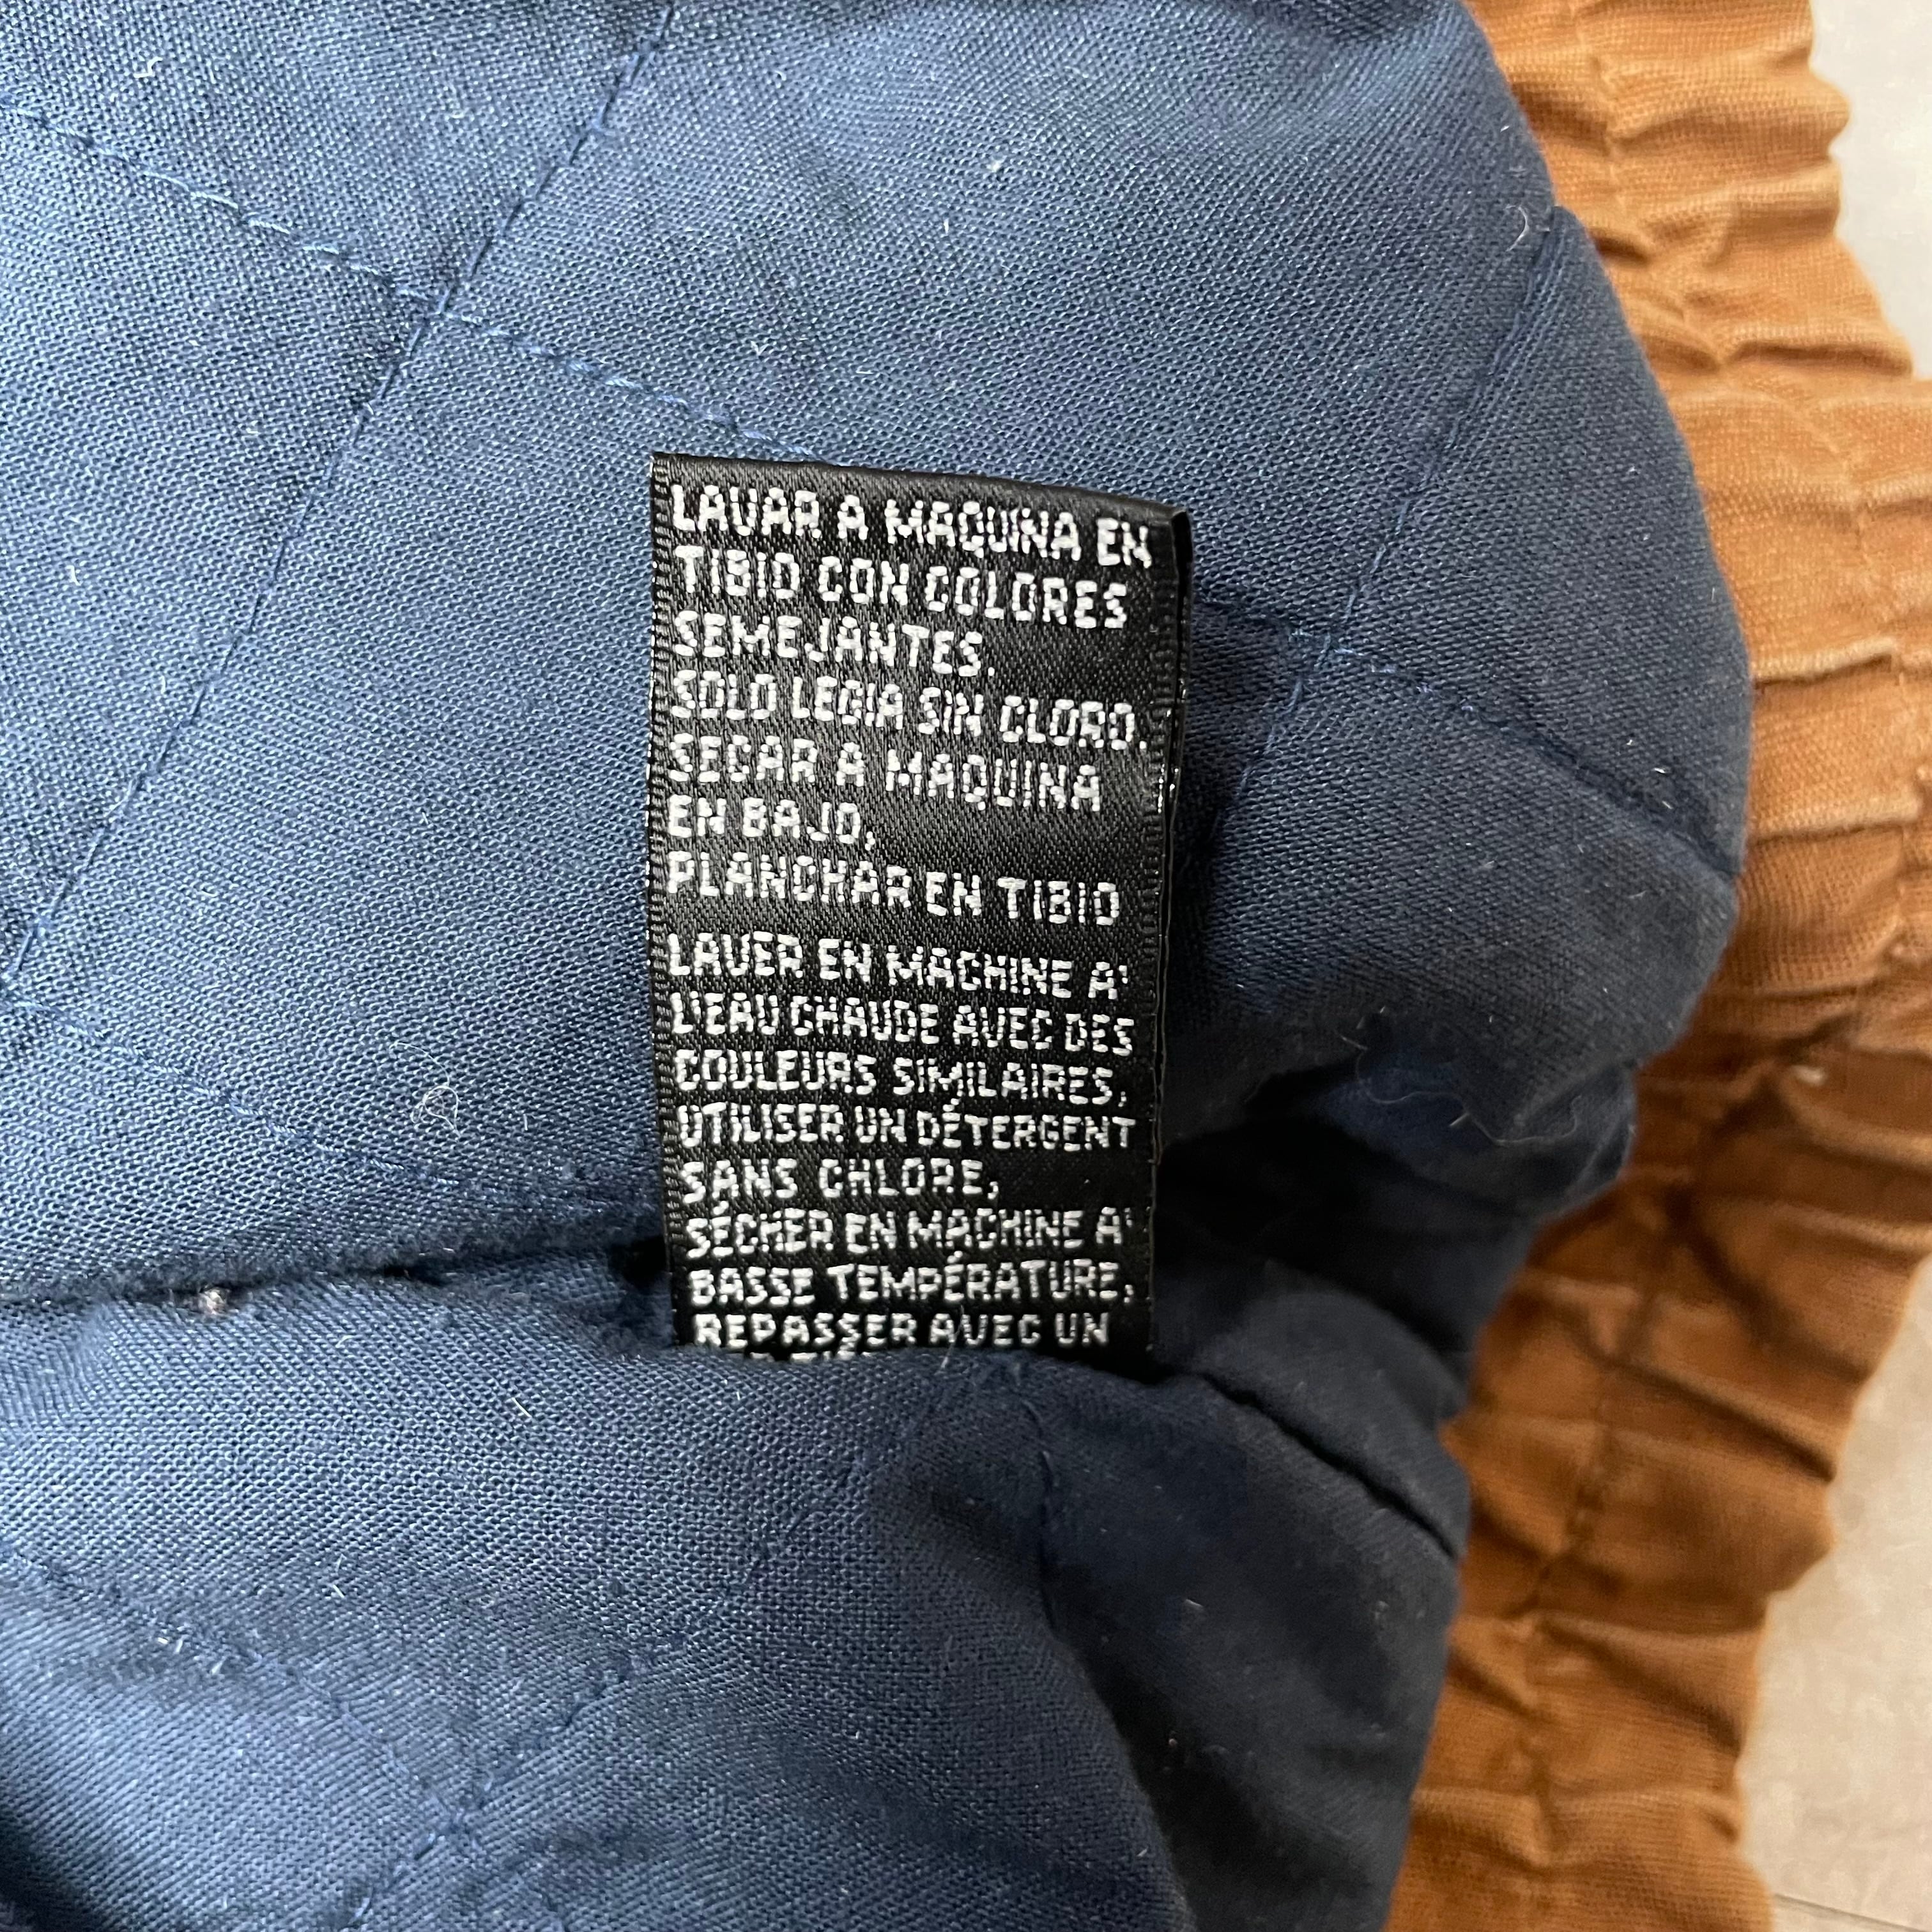 LAVAR A MAQUINA EN
TIBIO CON COLORES
SEMEJANTES.
SOLO LEGIA SIN CLORO.
SECAR A MAQUINA
EN BAJO,
PLANCHAR EN TIBIO
LAVER EN MACHINE A'
L'EAU CHAUDE AVEC DES
COULEURS SIMILAIRES,
UTILISER UN DÉTERGENT
SANS CHLORE,
SÉCHER EN MACHINE A'
BASSE TEMPÉRATURE,
REPASSER AVEC UN